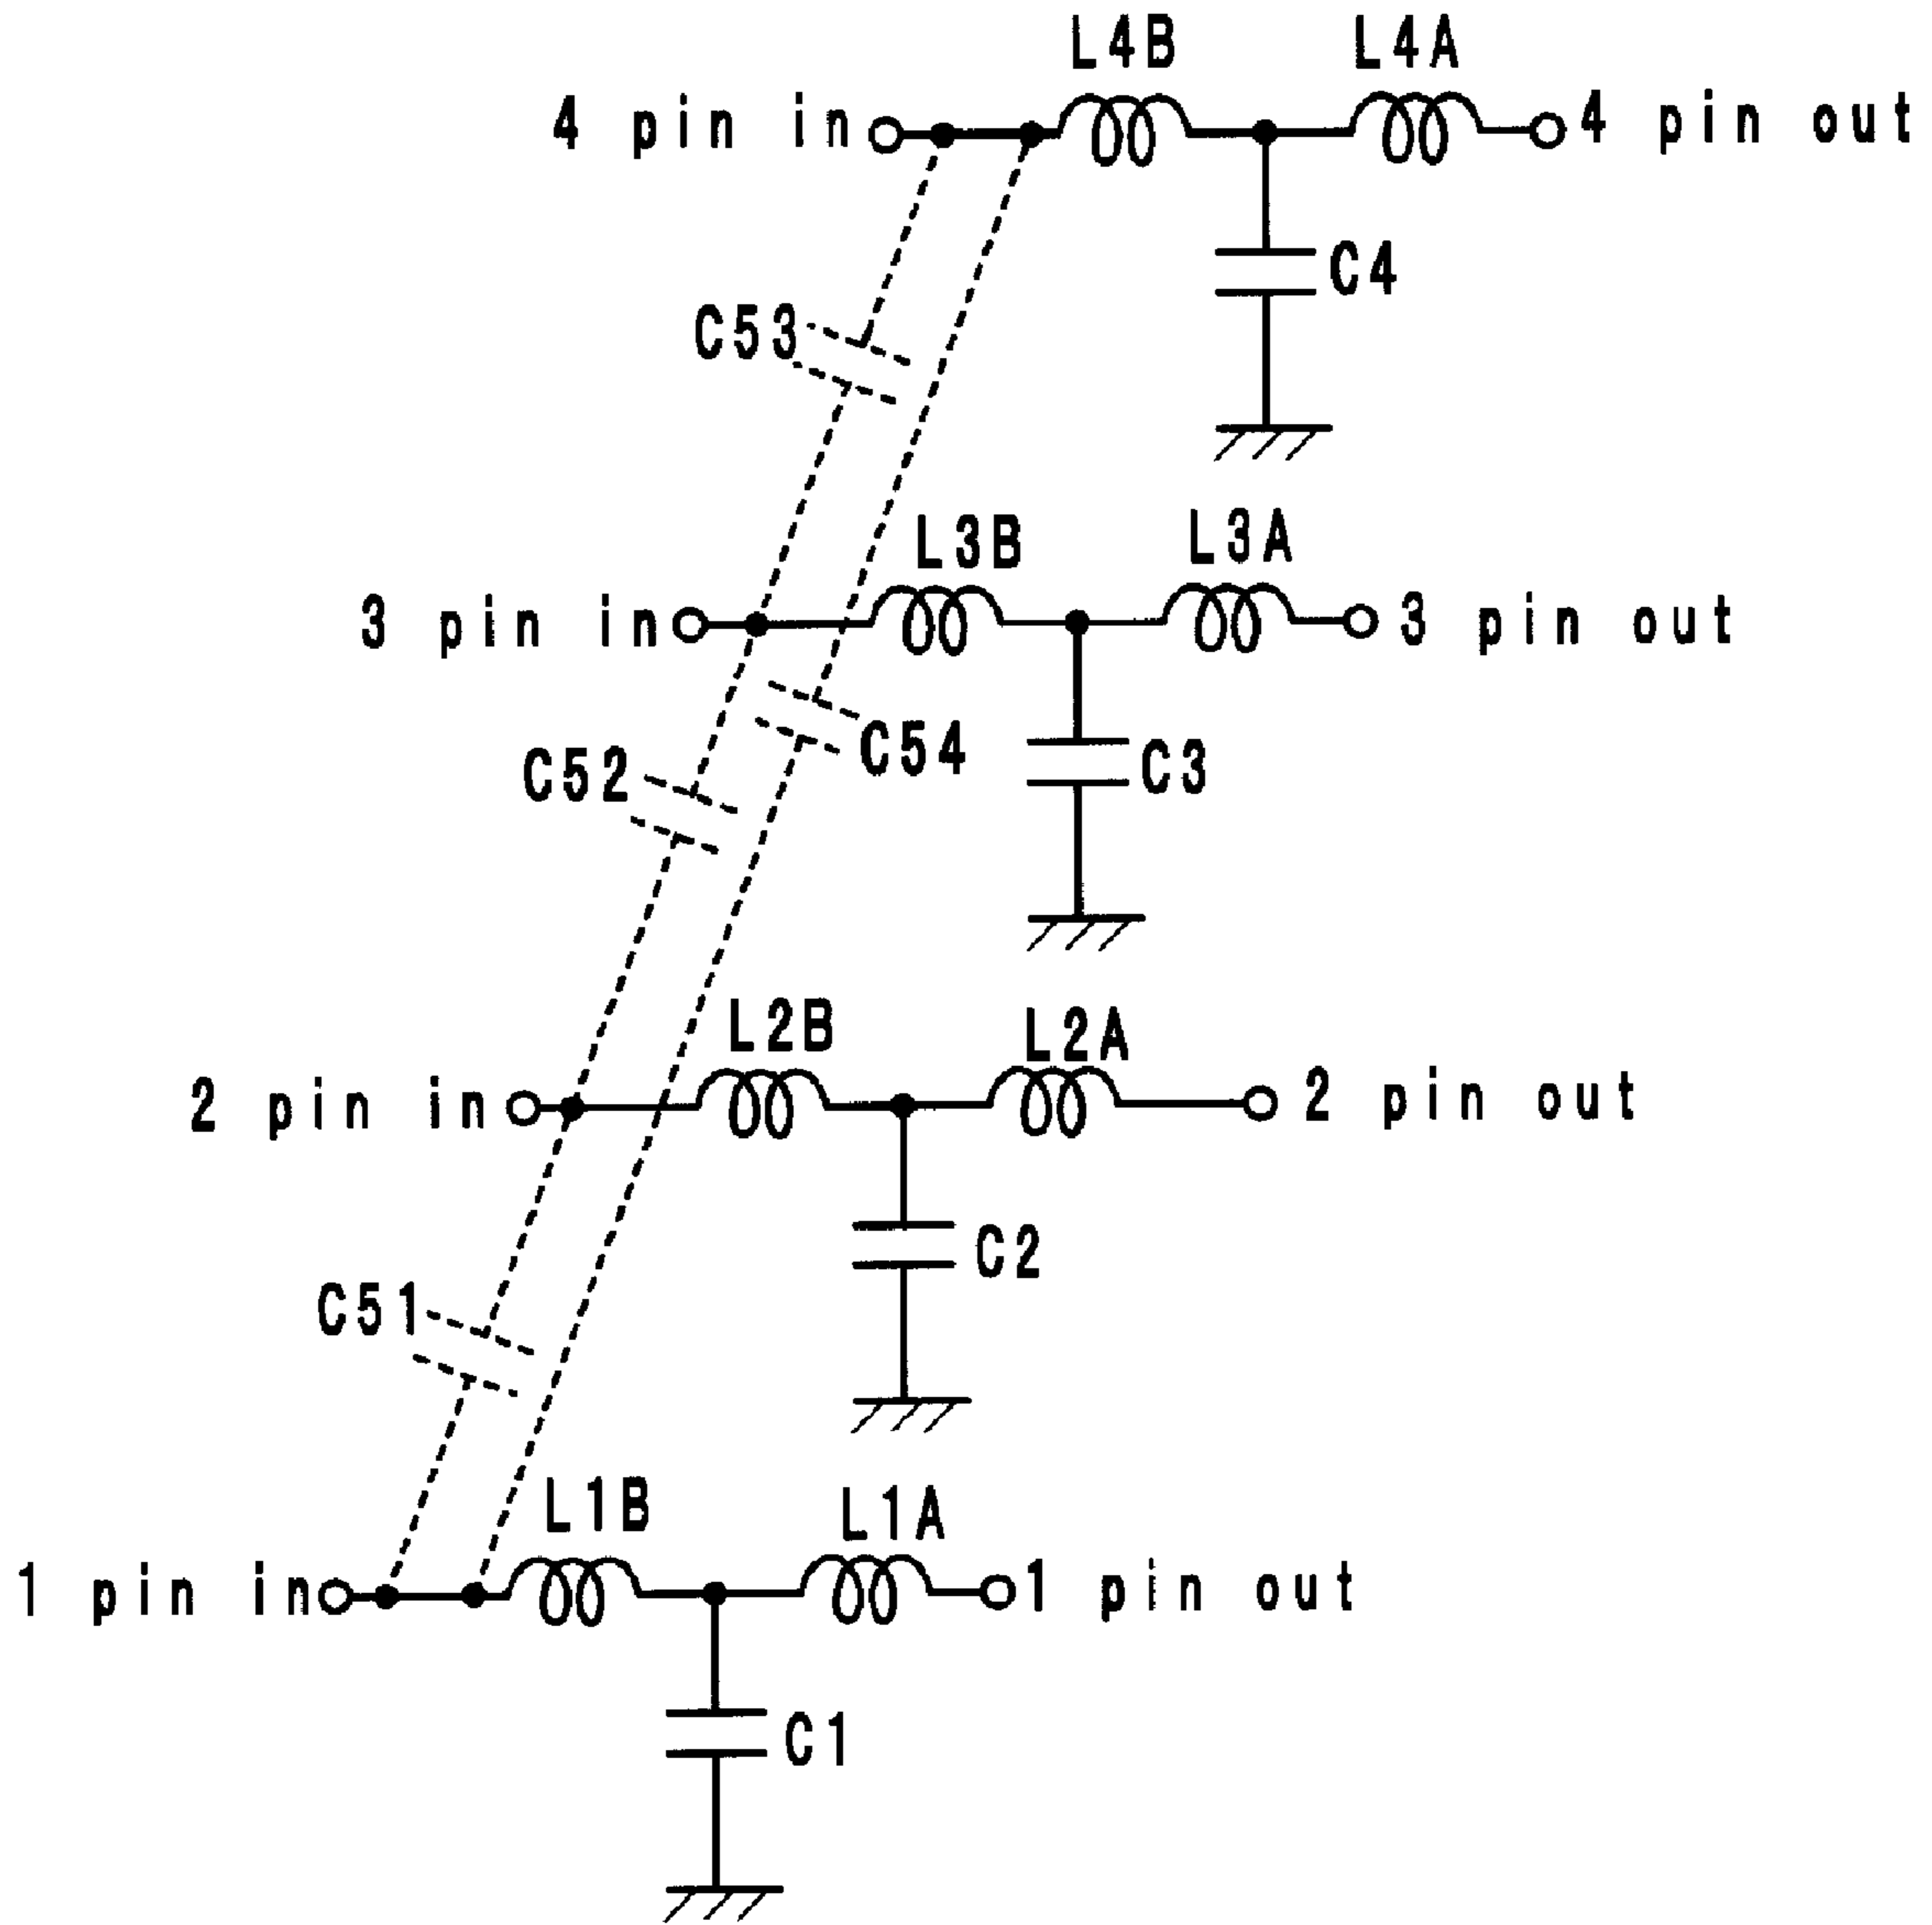 L4B L4A
4 pin in 4 pin out
C4
C53
L3B L3A
3 pin in 3 pin out
C54
C52 C3
L2B L2A
2 pin in 2 pin out
C2
C51
L1B L1A
1 pin in 1 pin out
C1